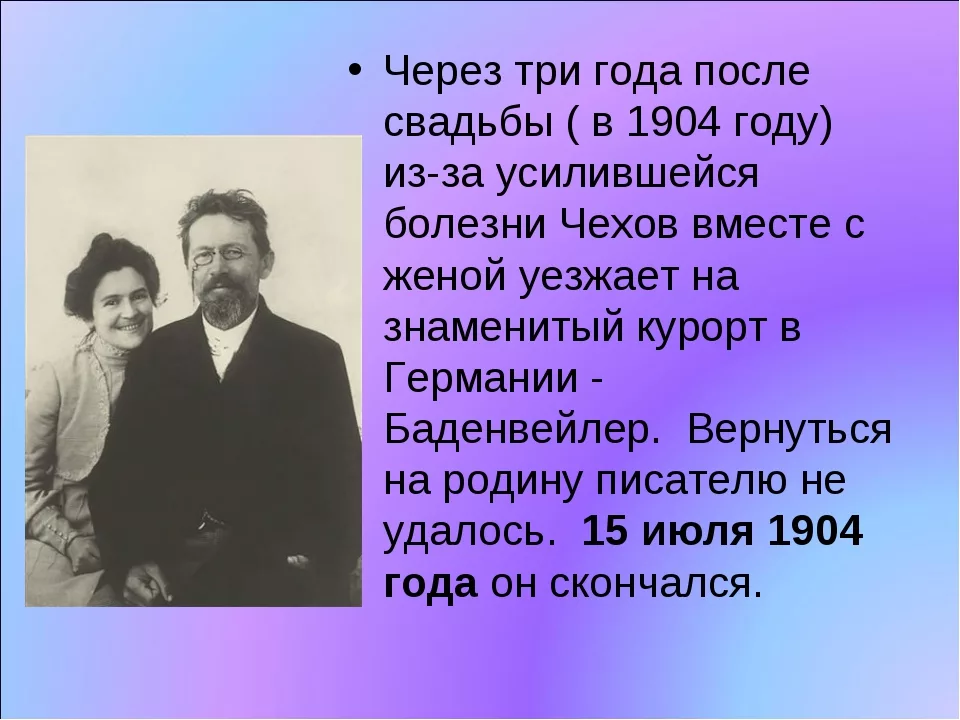 • Через три года после
свадьбы ( в 1904 году)
из-за усилившейся
болезни Чехов вместе с
женой уезжает на
знаменитый курорт в
Германии -
Баденвейлер.  Вернуться
на родину писателю не
удалось.  15 июля 1904
года он скончался.